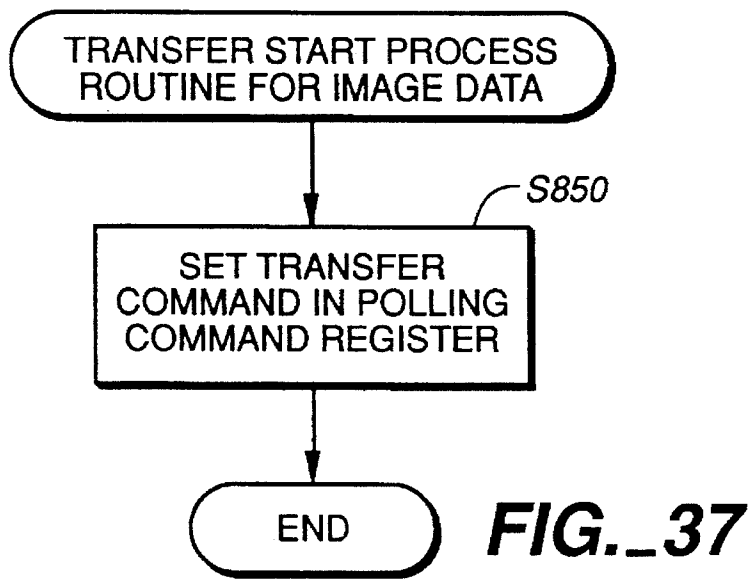 TRANSFER START PROCESS
ROUTINE FOR IMAGE DATA
S850
SET TRANSFER
COMMAND IN POLLING
COMMAND REGISTER
END
FIG._37